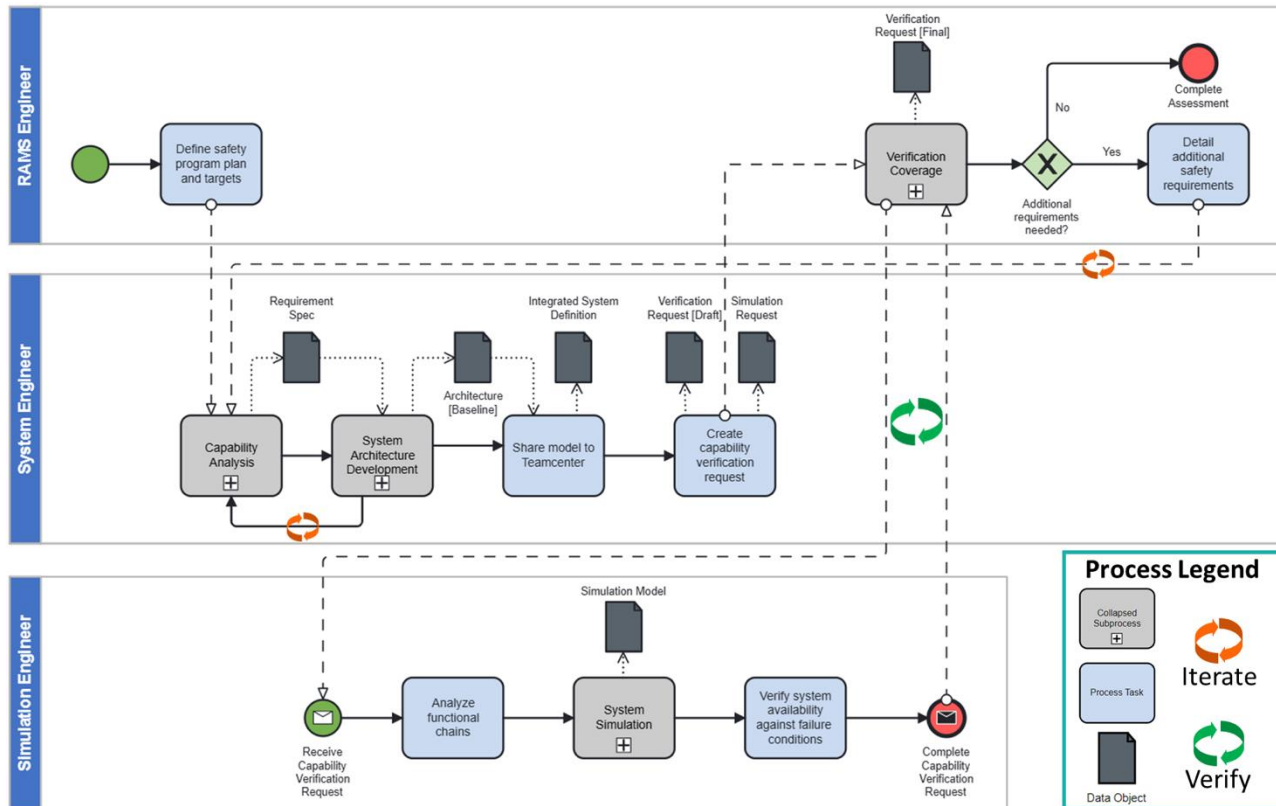 RAMS Engineer
Define safety
program plan
and targets
Verification
Request [Final]
Verification
Coverage
No
Complete
Assessment
X
Additional
requirements
needed?
Yes
Detail
additional
safety
requirements
System Engineer
Requirement
Spec
Capability
Analysis
System
Architecture
Development
Architecture
[Baseline]
Integrated System
Definition
Share model to
Teamcenter
Verification
Request [Draft]
Simulation
Request
Create
capability
verification
request
Simulation Engineer
Receive
Capability
Verification
Request
Analyze
functional
chains
Simulation Model
System
Simulation
Verify system
availability
against failure
conditions
Complete
Capability
Verification
Request
Process Legend
Collapsed
Subprocess
Iterate
Process Task
Verify
Data Object